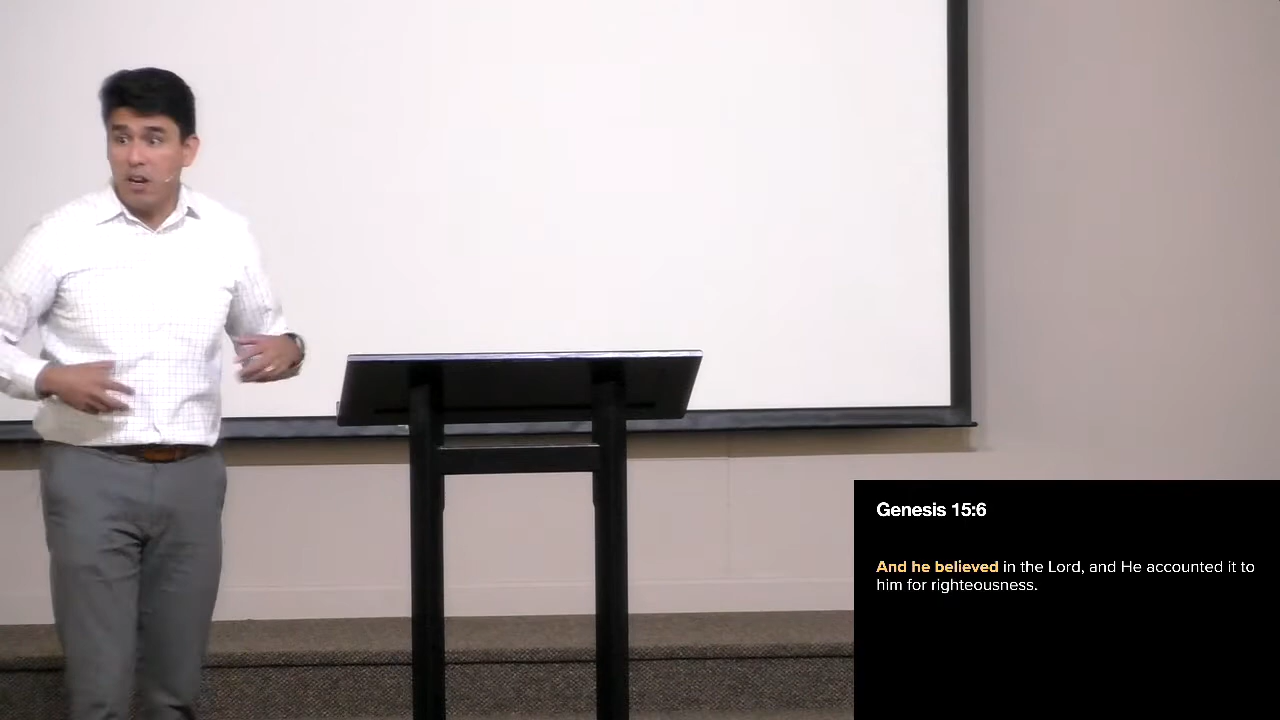 Genesis 15:6
And he believed in the Lord, and He accounted it to
him for righteousness.